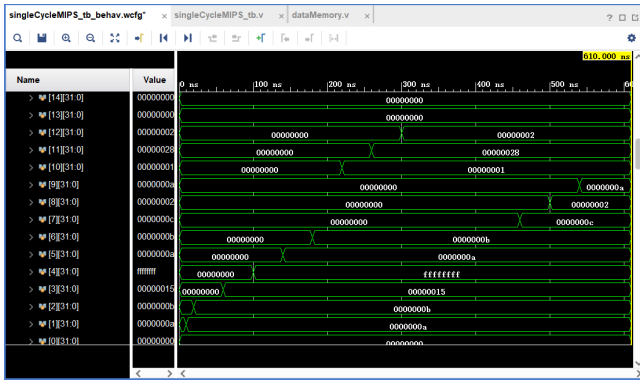 singleCycleMIPS_tb_behav.wcfg* × singleCycleMIPS_tb.v × dataMemory.v ×
610.000 ns
Name Value 0 ns 100 ns 200 ns 300 ns 400 ns 500 ns
[14][31:0] 00000000 00000000
[13][31:0] 00000000 00000000
[12][31:0] 00000002 00000000 00000002
[11][31:0] 00000028 00000000 00000028
[10][31:0] 00000001 00000000 00000001
[9][31:0] 0000000a 00000000 0000000a
[8][31:0] 00000002 00000000 00000002
[7][31:0] 0000000c 00000000 0000000c
[6][31:0] 0000000b 00000000 0000000b
[5][31:0] 0000000a 00000000 0000000a
[4][31:0] ffffffff 00000000 ffffffff
[3][31:0] 00000015 00000000 00000015
[2][31:0] 0000000b 0000000b
[1][31:0] 0000000a 0000000a
[0][31:0] 00000000 00000000